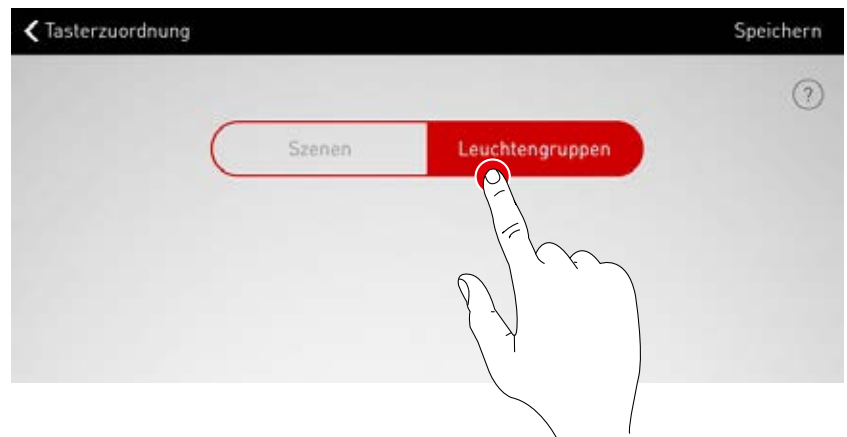 Tasterzuordnung
Speichern
?
Szenen
Leuchtengruppen